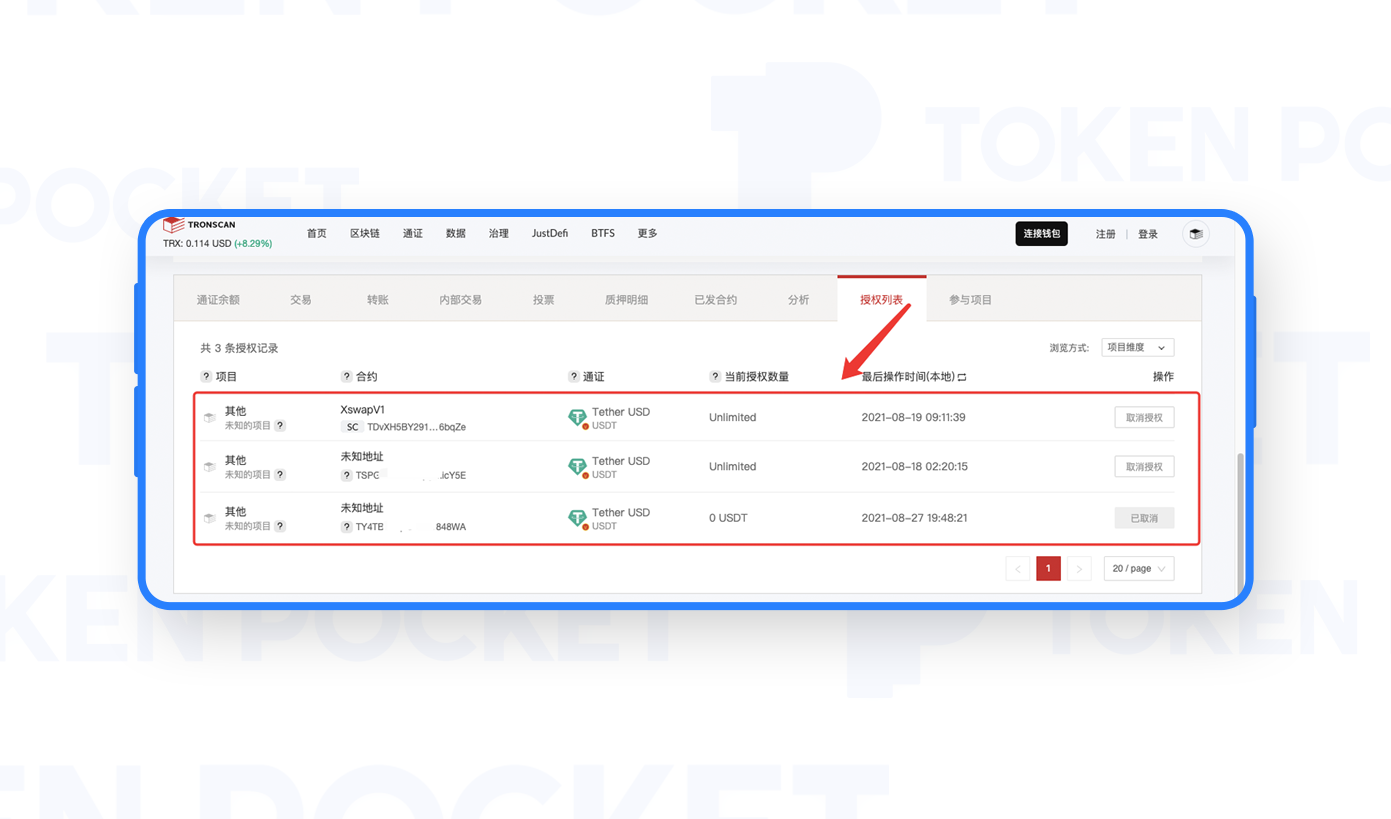 TOKEN POCKET
TOKEN PO
POCKET
TRONSCAN
TRX: 0.114 USD (+8.29%)
首页 区块链 通证 数据 治理 JustDefi BTFS 更多
连接钱包 注册 | 登录
通证余额 交易 转账 内部交易 投票 质押明细 已发合约 分析 授权列表 参与项目
共 3 条授权记录
浏览方式: 项目维度
? 项目 ? 合约 ? 通证 ? 当前授权数量 最后操作时间(本地) 操作
其他 XswapV1 Tether USD Unlimited 2021-08-19 09:11:39 取消授权
未知的项目 ? SC TDvXH5BY291...6bqZe USDT
其他 未知地址 Tether USD Unlimited 2021-08-18 02:20:15 取消授权
未知的项目 ? ? TSPG .icY5E USDT
其他 未知地址 Tether USD 0 USDT 2021-08-27 19:48:21 已取消
未知的项目 ? ? TY4TE 848WA USDT
< 1 > 20 / page
KEN POCKET
TOKEN
EN POCKET